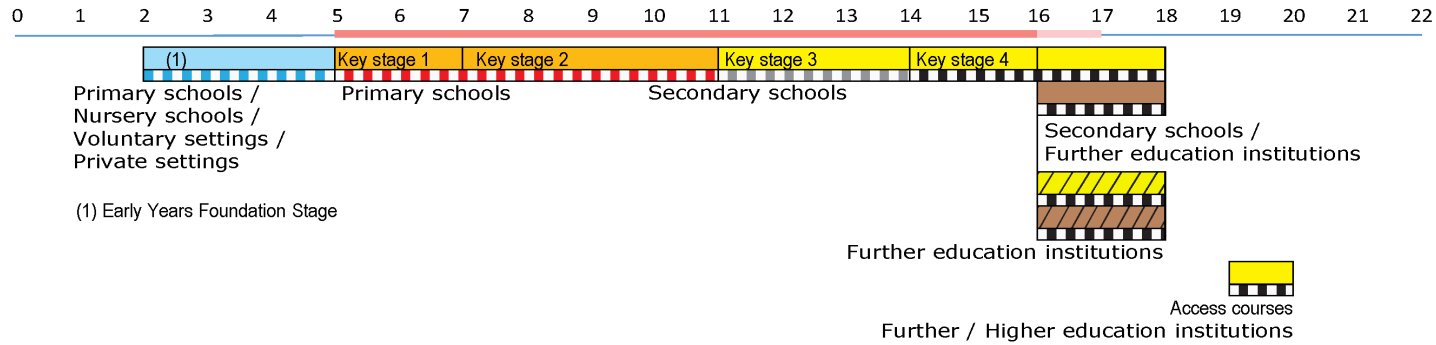 0 1 2 3 4 5 6 7 8 9 10 11 12 13 14 15 16 17 18 19 20 21 22
(1) Key stage 1 Key stage 2 Key stage 3 Key stage 4
Primary schools /
Nursery schools /
Voluntary settings /
Private settings
Primary schools
Secondary schools
Secondary schools /
Further education institutions
(1) Early Years Foundation Stage
Further education institutions
Access courses
Further / Higher education institutions